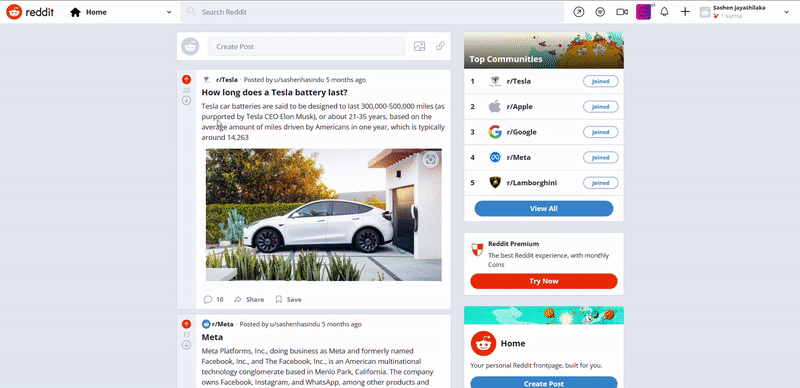 reddit
Home
Search Reddit
Sashen Jayathilaka
1 karma
Create Post
22
r/Tesla · Posted by u/sashenhasindu 5 months ago
How long does a Tesla battery last?
Tesla car batteries are said to be designed to last 300,000-500,000 miles (as
purported by Tesla CEO Elon Musk), or about 21-35 years, based on the
average amount of miles driven by Americans in one year, which is typically
around 14,263
10
Share
Save
13
r/Meta · Posted by u/sashenhasindu 5 months ago
Meta
Meta Platforms, Inc., doing business as Meta and formerly named
Facebook, Inc., and The Facebook, Inc., is an American multinational
technology conglomerate based in Menlo Park, California. The company
owns Facebook, Instagram, and WhatsApp, among other products and
Top Communities
1 r/Tesla Joined
2 r/Apple Joined
3 r/Google Joined
4 r/Meta Joined
5 r/Lamborghini Joined
View All
Reddit Premium
The best Reddit experience, with monthly
Coins
Try Now
Home
Your personal Reddit frontpage, built for you.
Create Post